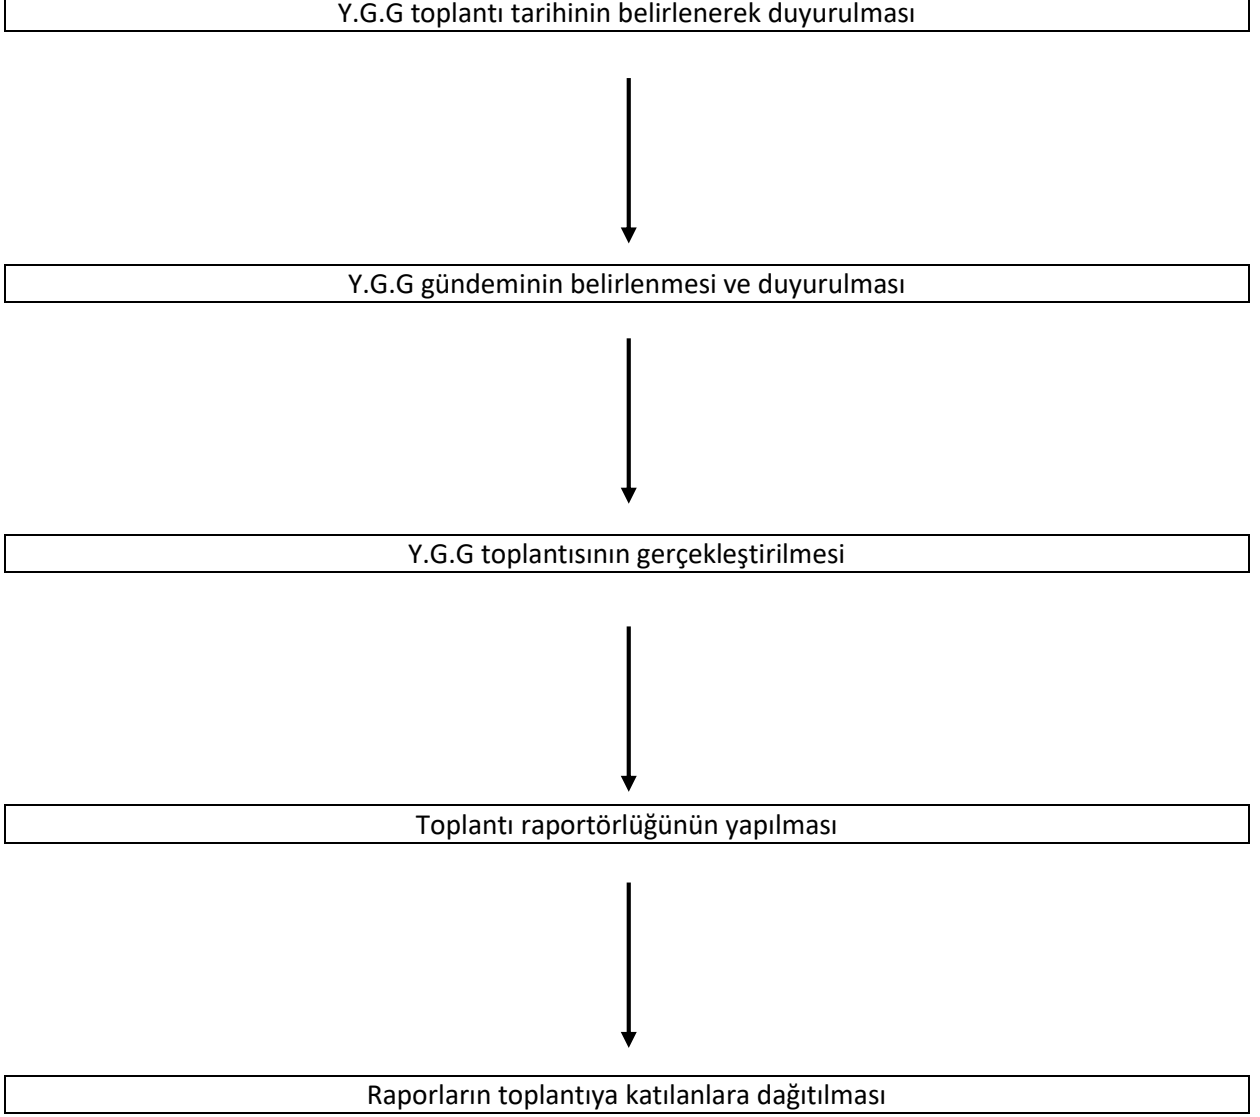 Y.G.G toplantı tarihinin belirlenerek duyurulması
Y.G.G gündeminin belirlenmesi ve duyurulması
Y.G.G toplantısının gerçekleştirilmesi
Toplantı raportörlüğünün yapılması
Raporların toplantıya katılanlara dağıtılması